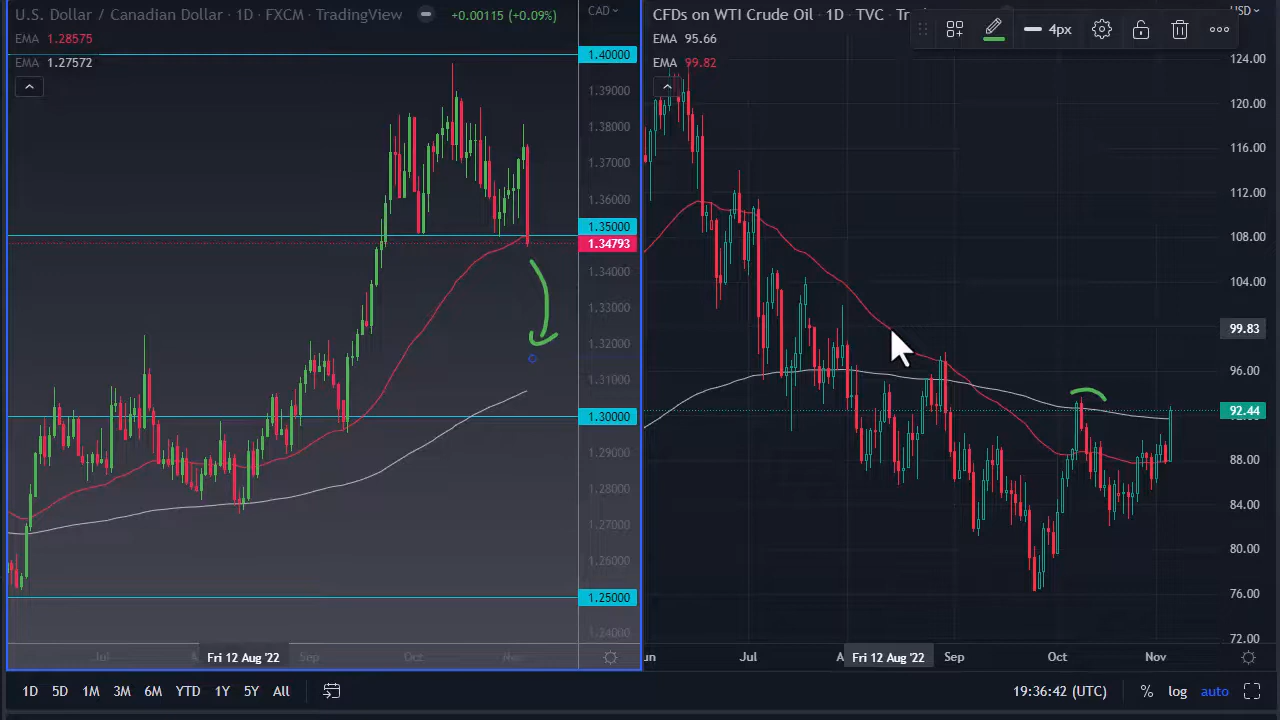 U.S. Dollar / Canadian Dollar · 1D · FXCM · TradingView
+0.00115 (+0.09%)
CAD
EMA 1.28575
EMA 1.27572
1.40000
1.39000
1.38000
1.37000
1.36000
1.35000
1.34793
1.34000
1.33000
1.32000
1.31000
1.30000
1.29000
1.28000
1.27000
1.26000
1.25000
1.24000
Jul
Fri 12 Aug '22
Sep
Oct
Nov
CFDs on WTI Crude Oil · 1D · TVC ·
4px
EMA 95.66
EMA 99.82
124.00
120.00
116.00
112.00
108.00
104.00
99.83
96.00
92.44
88.00
84.00
80.00
76.00
72.00
Jul
Fri 12 Aug '22
Sep
Oct
Nov
1D 5D 1M 3M 6M YTD 1Y 5Y All
19:36:42 (UTC) % log auto